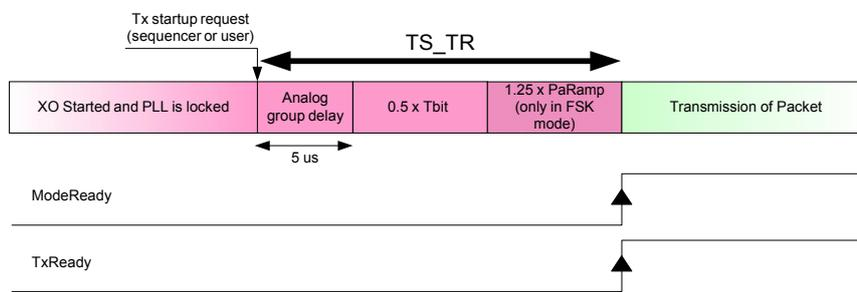 Tx startup request
(sequencer or user)
TS_TR
XO Started and PLL is locked
Analog
group delay
0.5 x Tbit
1.25 x PaRamp
(only in FSK
mode)
Transmission of Packet
5 us
ModeReady
TxReady